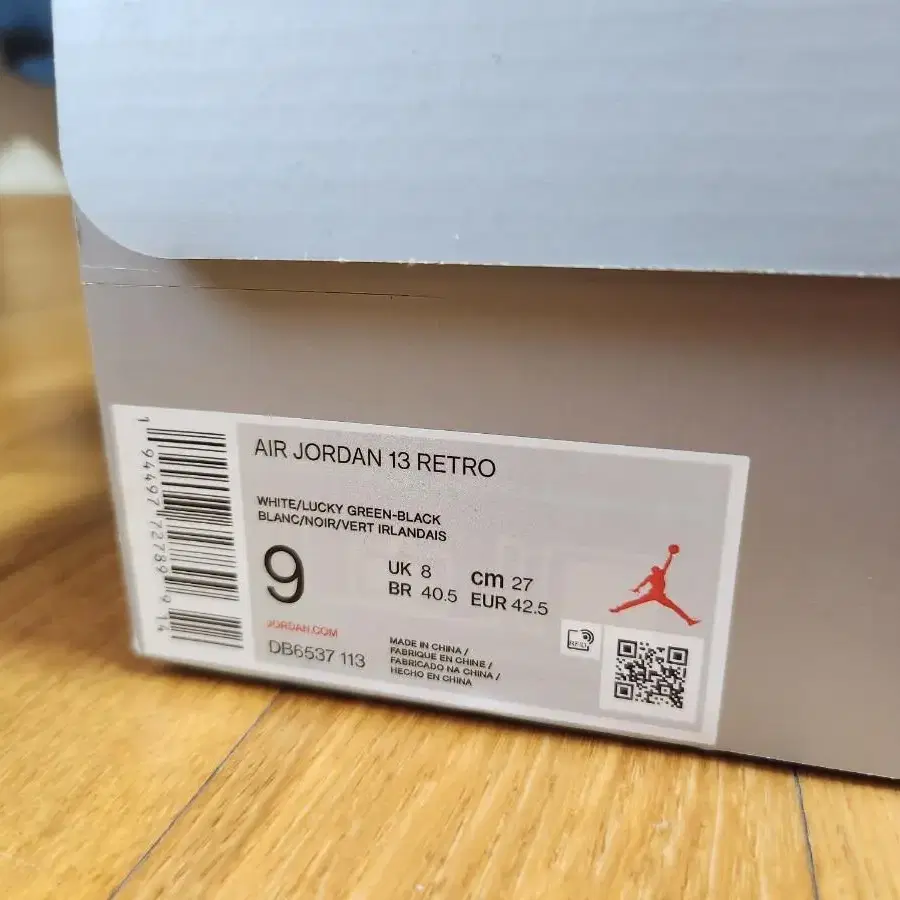 1 94497 72789 9 14
AIR JORDAN 13 RETRO
WHITE/LUCKY GREEN-BLACK
BLANC/NOIR/VERT IRLANDAIS
9
UK 8
cm 27
BR 40.5
EUR 42.5
JORDAN.COM
DB6537 113
MADE IN CHINA /
FABRIQUE EN CHINE /
FABRICADO NA CHINA /
HECHO EN CHINA
RFID